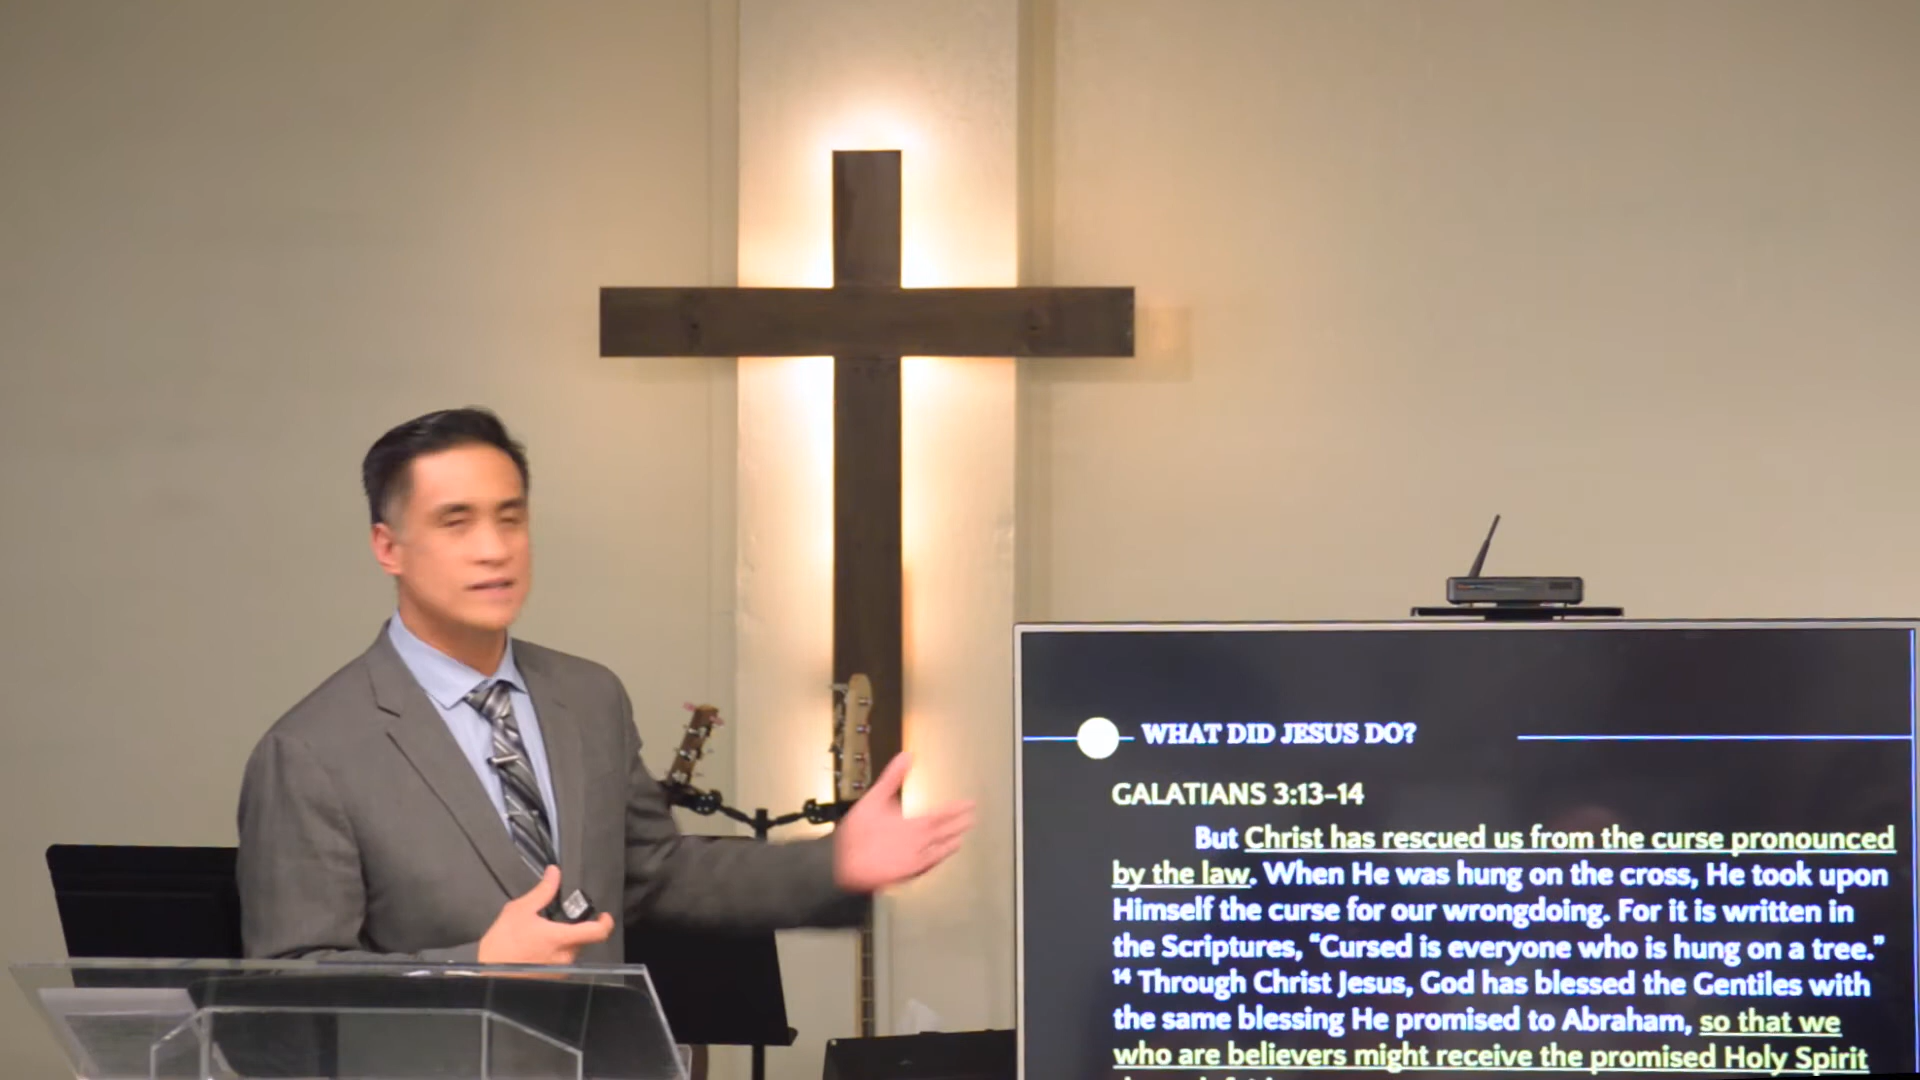 WHAT DID JESUS DO?
GALATIANS 3:13–14
But Christ has rescued us from the curse pronounced
by the law. When He was hung on the cross, He took upon
Himself the curse for our wrongdoing. For it is written in
the Scriptures, “Cursed is everyone who is hung on a tree.”
14 Through Christ Jesus, God has blessed the Gentiles with
the same blessing He promised to Abraham, so that we
who are believers might receive the promised Holy Spirit